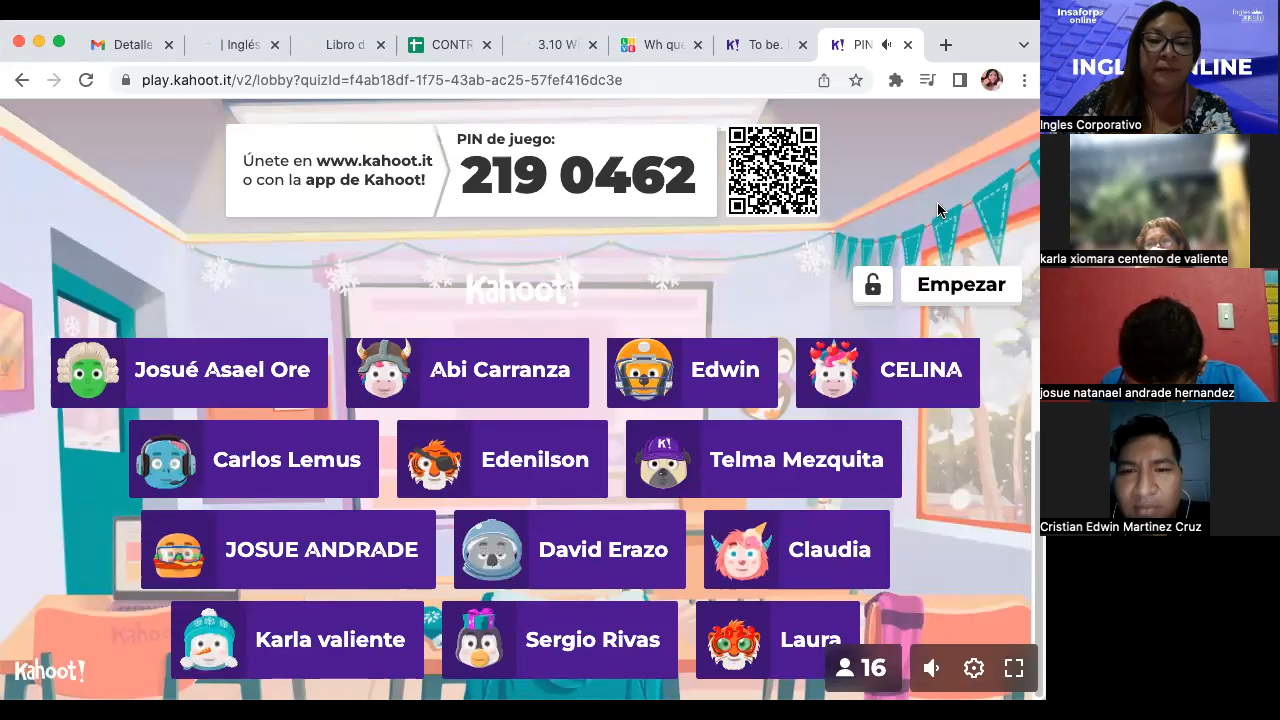 Detalle
| Inglés
Libro d
CONTR
3.10 W
Wh que
K! To be.
K! PIN
play.kahoot.it/v2/lobby?quizId=f4ab18df-1f75-43ab-ac25-571ef416dc3e
Únete en www.kahoot.it
o con la app de Kahoot!
PIN de juego:
219 0462
Kahoot!
Empezar
Josué Asael Ore
Abi Carranza
Edwin
CELINA
Carlos Lemus
Edenilson
K!
Telma Mezquita
JOSUE ANDRADE
David Erazo
Claudia
Karla valiente
Sergio Rivas
Laura
Kahoot!
16
Insaforp
online
Ingles Corporativo
karla xiomara centeno de valiente
josue natanael andrade hernandez
Cristian Edwin Martinez Cruz